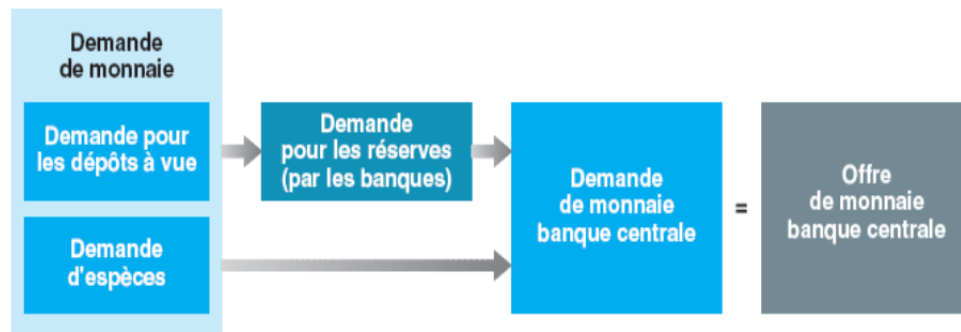 Demande
de monnaie
Demande pour
les dépôts à vue
Demande
pour les réserves
(par les banques)
Demande
d'espèces
Demande
de monnaie
banque centrale
=
Offre
de monnaie
banque centrale